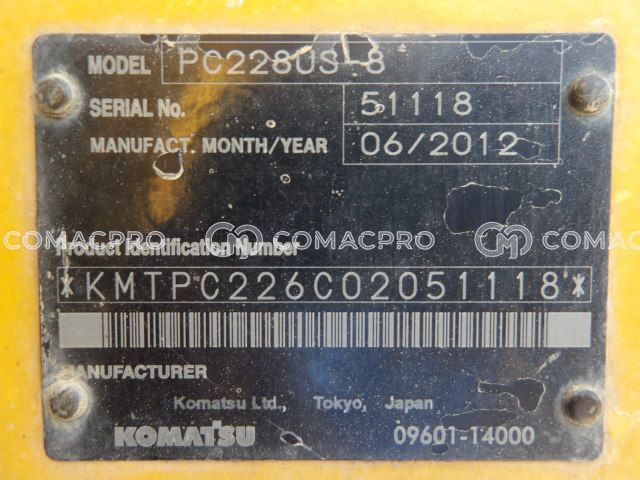 MODEL PC228US-8
SERIAL No. 51118
MANUFACT. MONTH/YEAR 06/2012
COMACPRO COMACPRO COMACPRO
Product Identification Number
*KMTPC226C02051118*
MANUFACTURER
Komatsu Ltd., Tokyo, Japan
KOMATSU 09601-14000